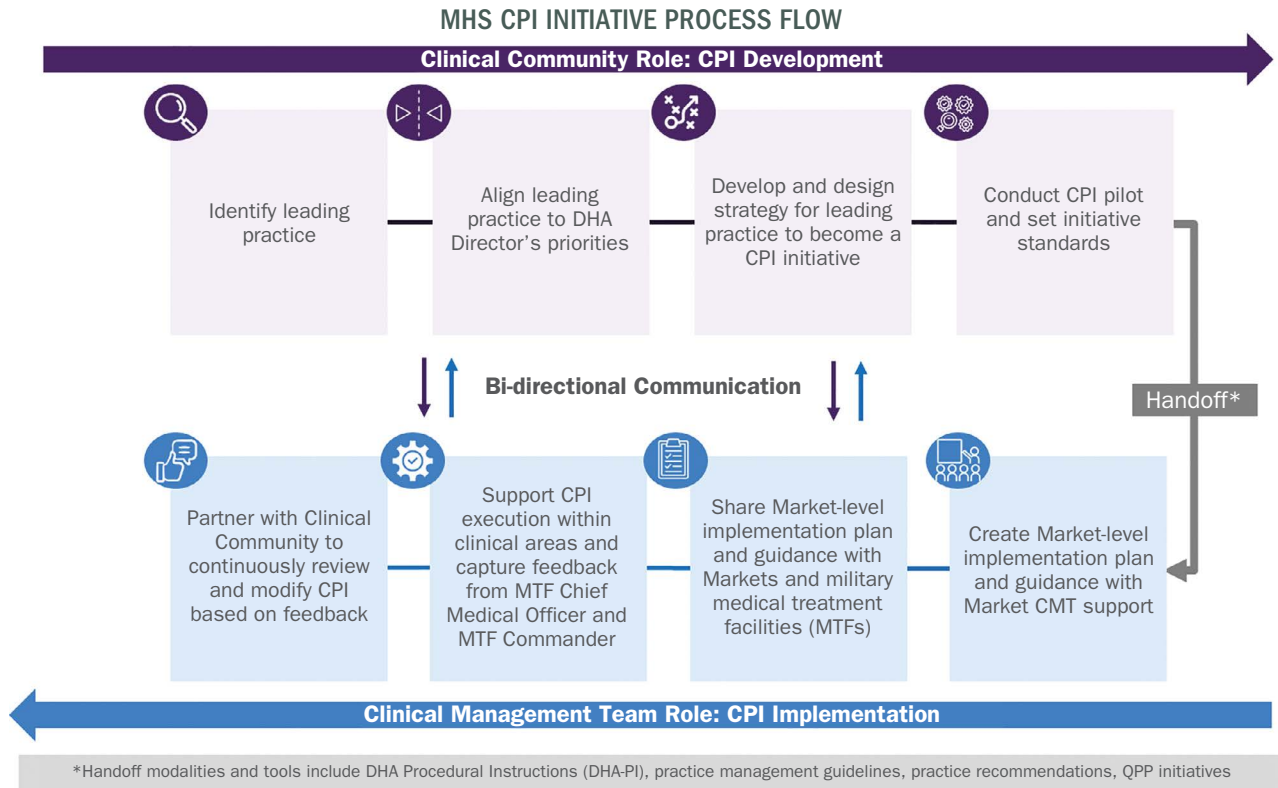 MHS CPI INITIATIVE PROCESS FLOW
Clinical Community Role: CPI Development
Identify leading
practice
Align leading
practice to DHA
Director's priorities
Develop and design
strategy for leading
practice to become a
CPI initiative
Conduct CPI pilot
and set initiative
standards
Bi-directional Communication
Handoff*
Partner with Clinical
Community to
continuously review
and modify CPI
based on feedback
Support CPI
execution within
clinical areas and
capture feedback
from MTF Chief
Medical Officer and
MTF Commander
Share Market-level
implementation plan
and guidance with
Markets and military
medical treatment
facilities (MTFs)
Create Market-level
implementation plan
and guidance with
Market CMT support
Clinical Management Team Role: CPI Implementation
*Handoff modalities and tools include DHA Procedural Instructions (DHA-PI), practice management guidelines, practice recommendations, QPP initiatives